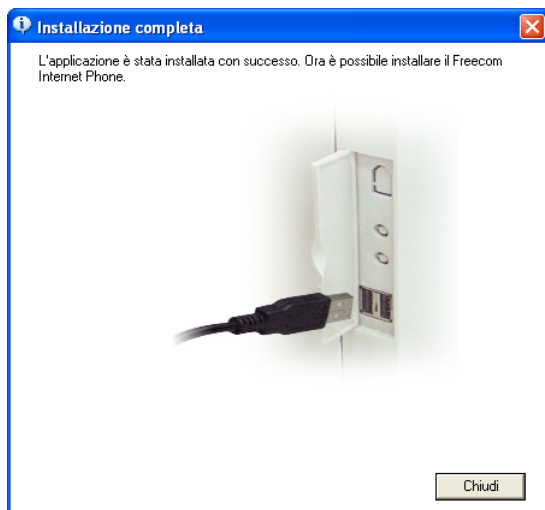 Installazione completa
L'applicazione è stata installata con successo. Ora è possibile installare il Freecom
Internet Phone.
Chiudi